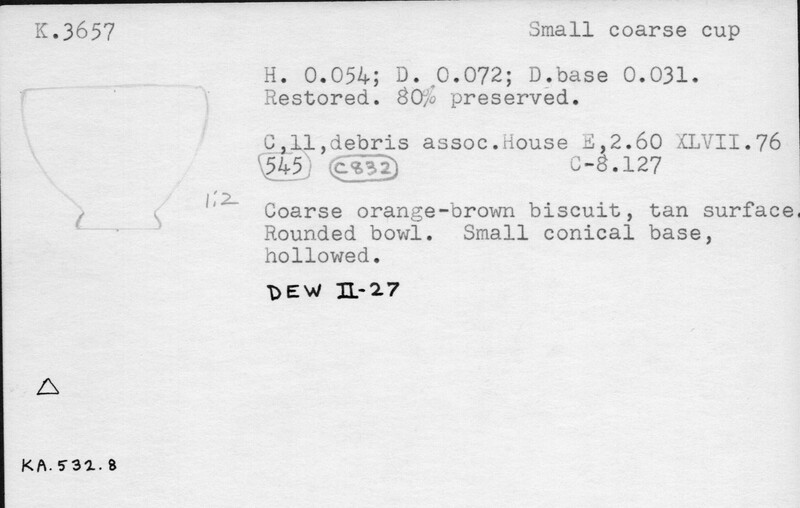 K.3657 Small coarse cup
H. 0.054; D. 0.072; D.base 0.031.
Restored. 80% preserved.
C,11,debris assoc.House E,2.60 XLVII.76
545 C832 C-8.127
1:2
Coarse orange-brown biscuit, tan surface.
Rounded bowl. Small conical base,
hollowed.
DEW II-27
KA.532.8